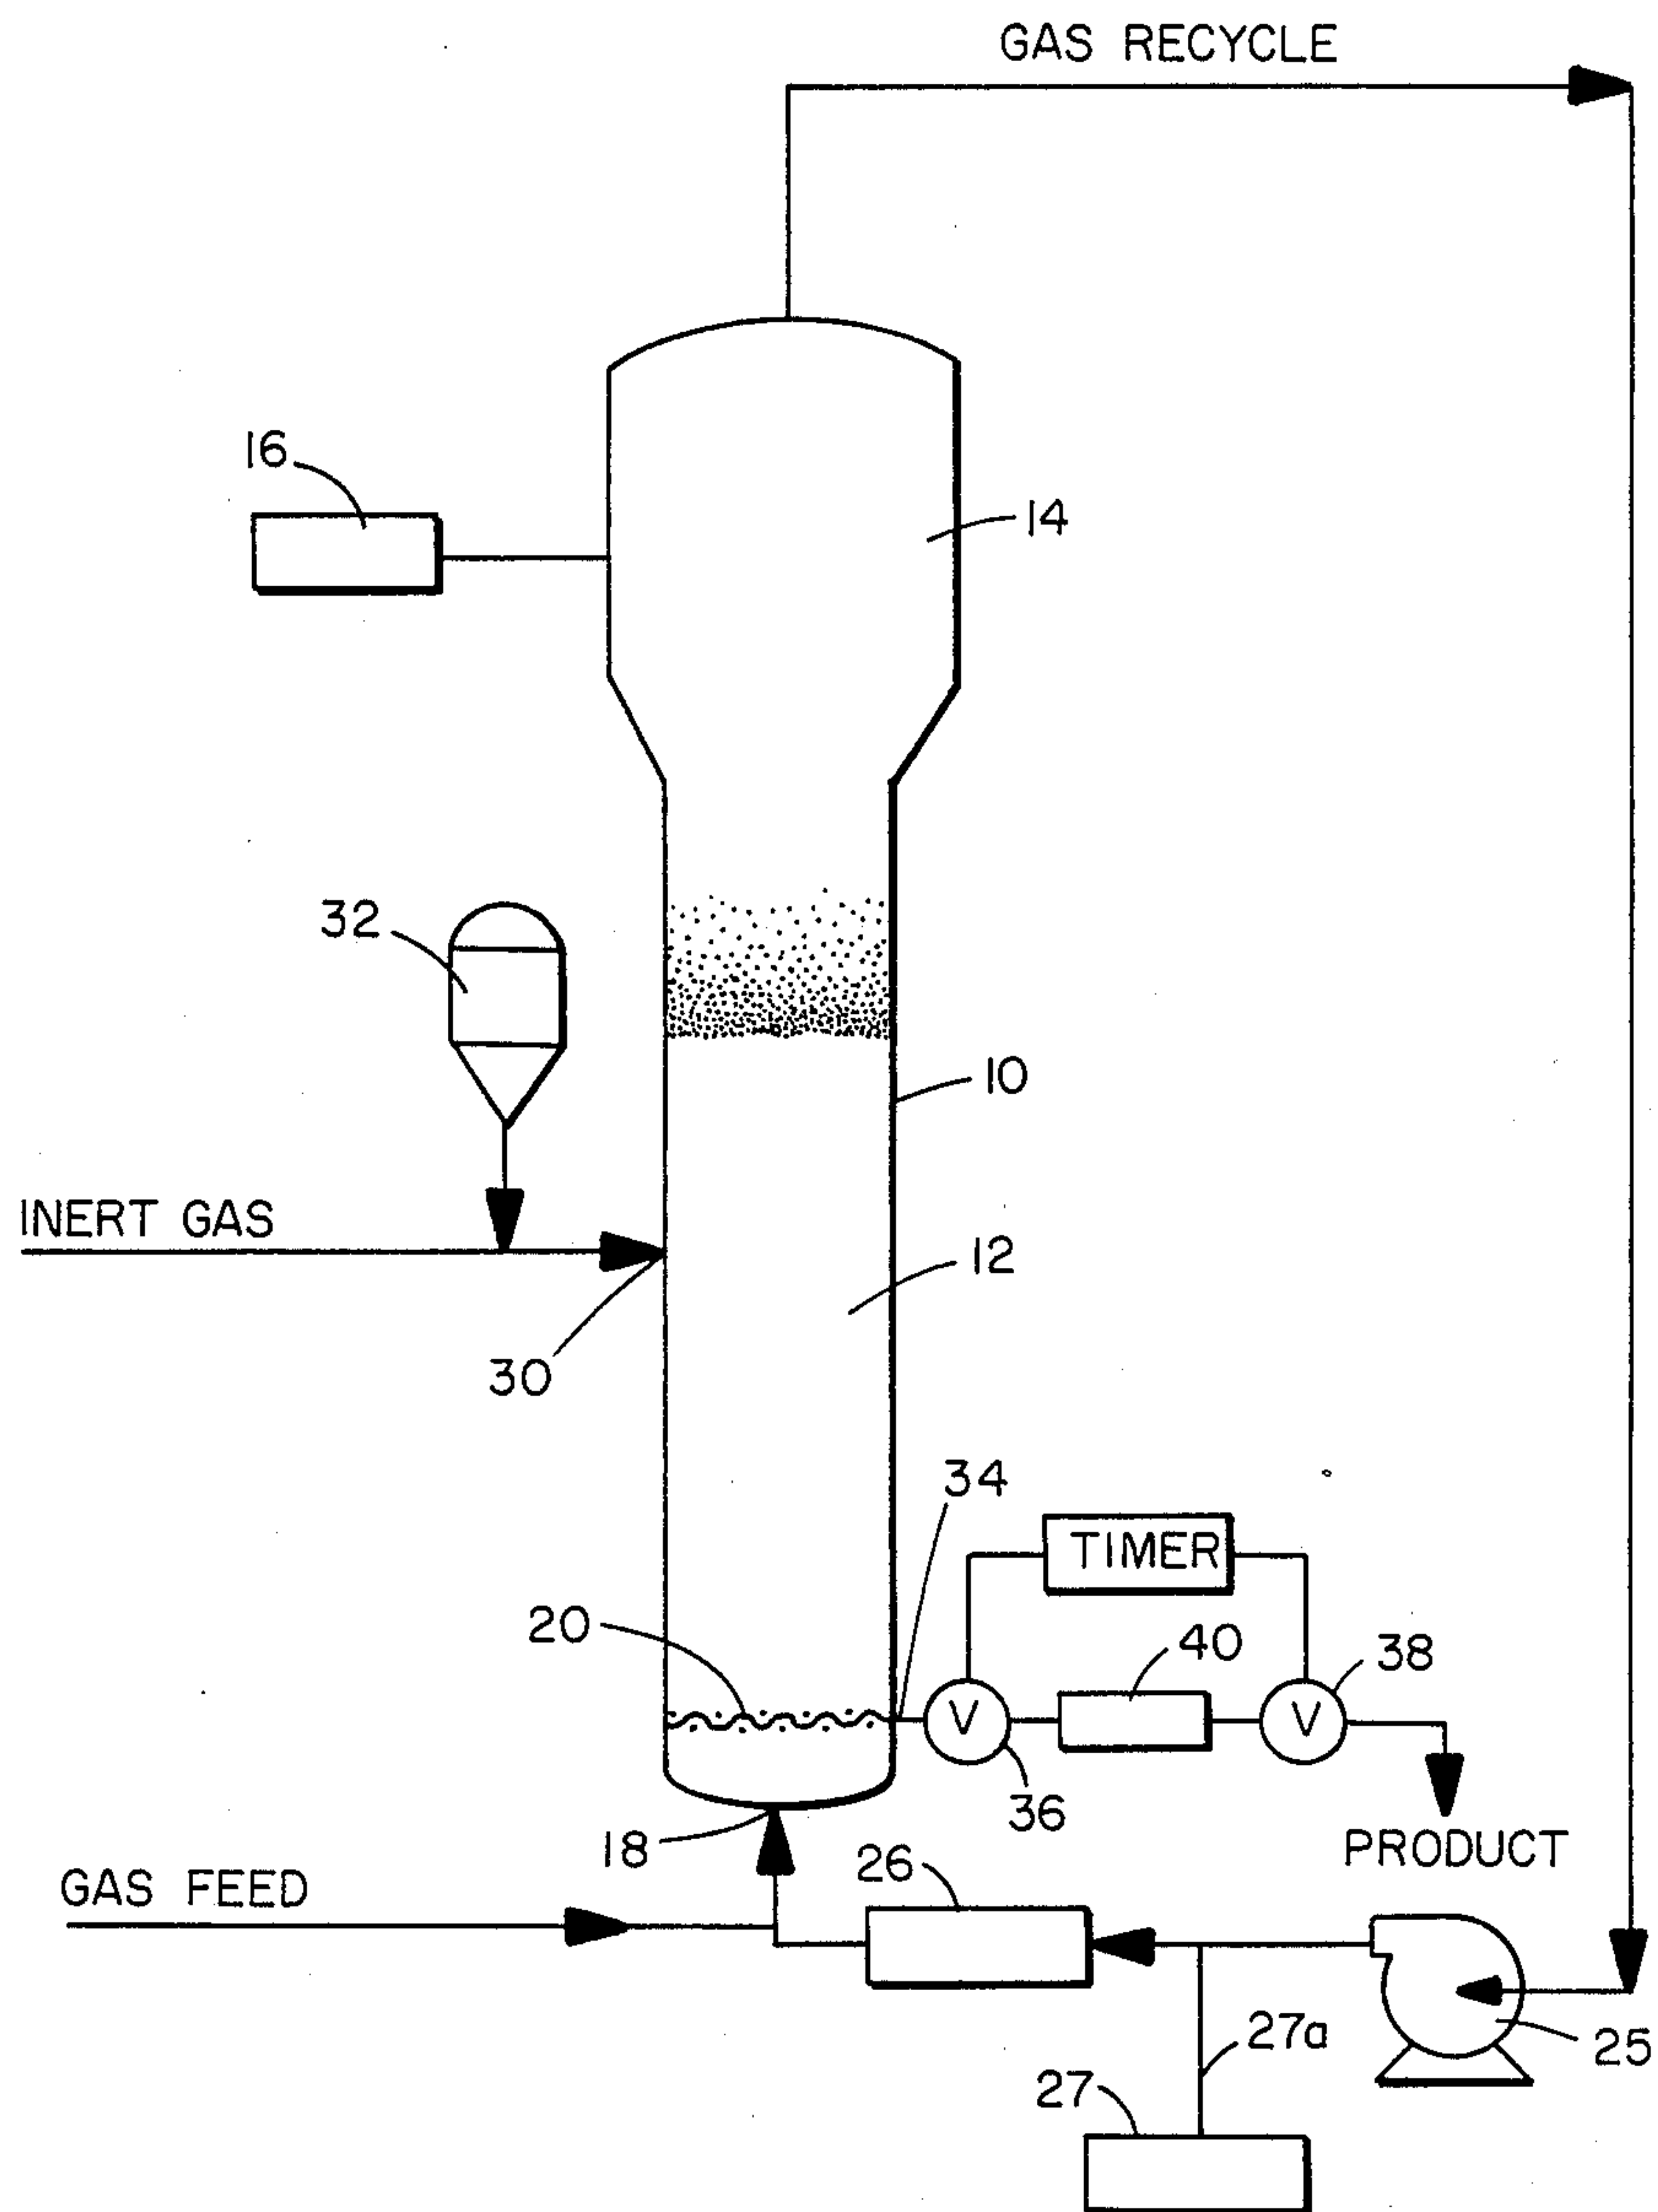 GAS RECYCLE
16
14
32
10
INERT GAS
12
30
34
TIMER
20
40
38
V
V
36
18
PRODUCT
26
GAS FEED
27a
25
27